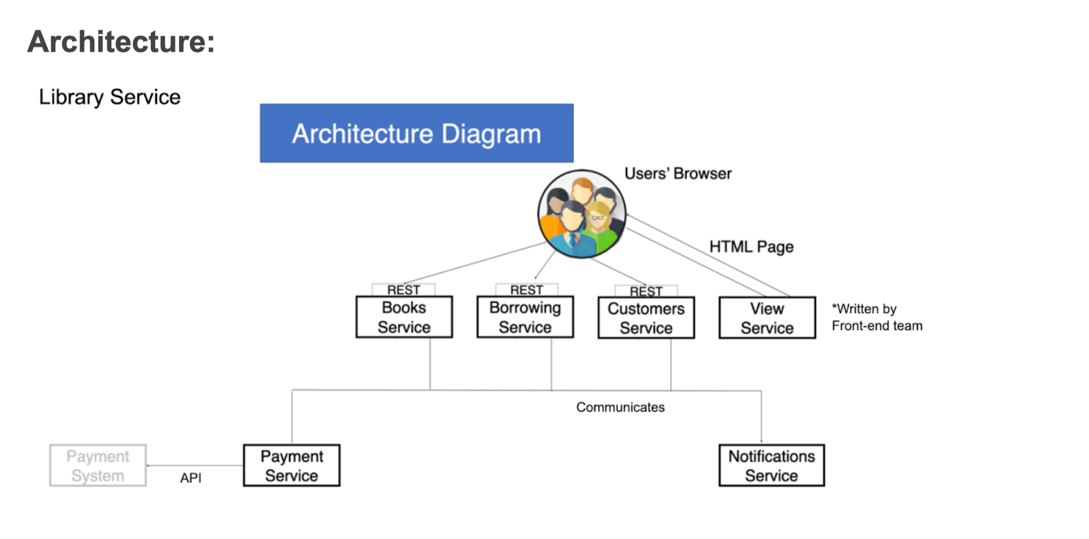 Architecture:
Library Service
Architecture Diagram
Users' Browser
HTML Page
REST
REST
REST
Books
Service
Borrowing
Service
Customers
Service
View
Service
*Written by
Front-end team
Communicates
Payment
System
API
Payment
Service
Notifications
Service